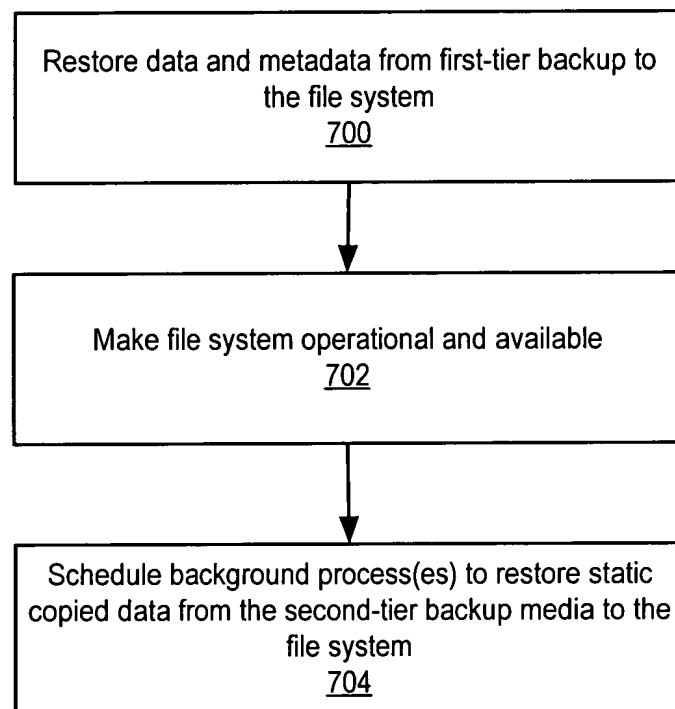 Restore data and metadata from first-tier backup to
the file system
700
Make file system operational and available
702
Schedule background process(es) to restore static
copied data from the second-tier backup media to the
file system
704